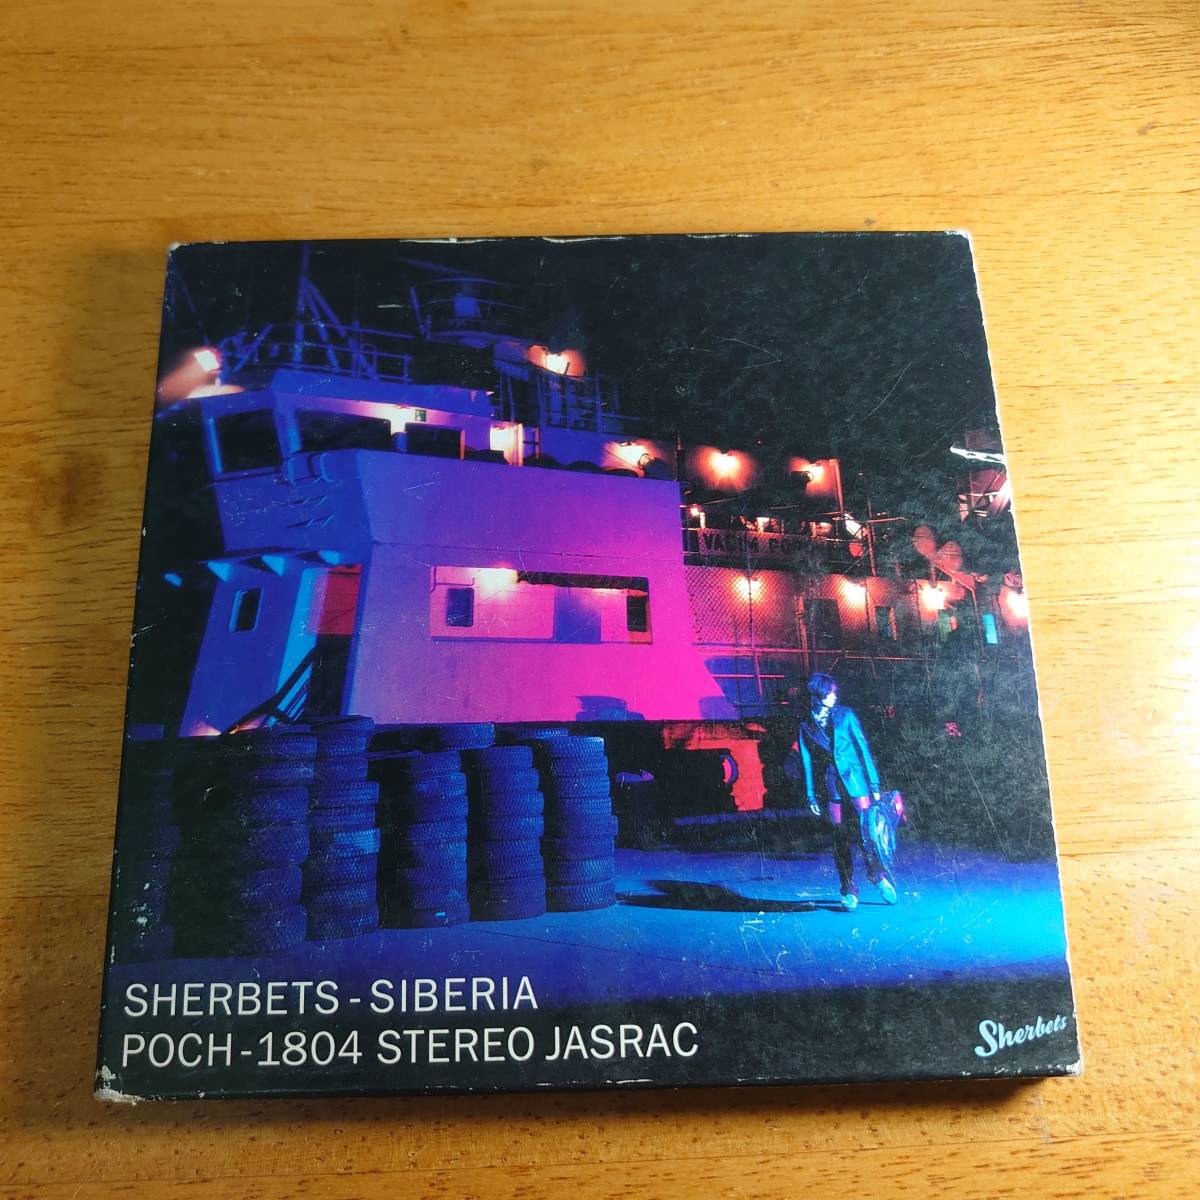 SHERBETS - SIBERIA
POCH-1804 STEREO JASRAC
Sherbets